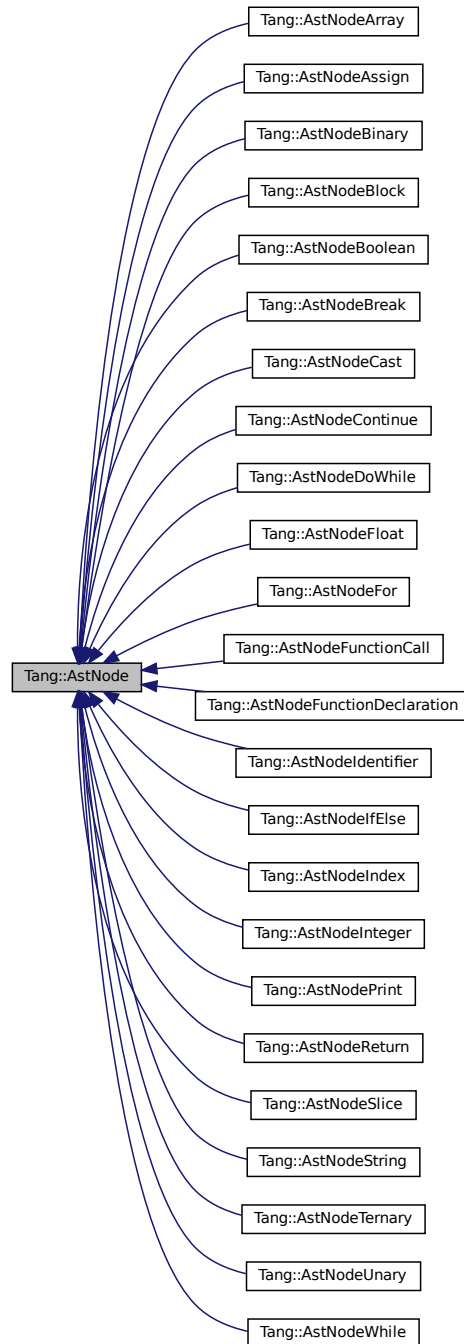 Tang::AstNodeArray
Tang::AstNodeAssign
Tang::AstNodeBinary
Tang::AstNodeBlock
Tang::AstNodeBoolean
Tang::AstNodeBreak
Tang::AstNodeCast
Tang::AstNodeContinue
Tang::AstNodeDoWhile
Tang::AstNodeFloat
Tang::AstNodeFor
Tang::AstNodeFunctionCall
Tang::AstNode
Tang::AstNodeFunctionDeclaration
Tang::AstNodeIdentifier
Tang::AstNodeIfElse
Tang::AstNodeIndex
Tang::AstNodeInteger
Tang::AstNodePrint
Tang::AstNodeReturn
Tang::AstNodeSlice
Tang::AstNodeString
Tang::AstNodeTernary
Tang::AstNodeUnary
Tang::AstNodeWhile